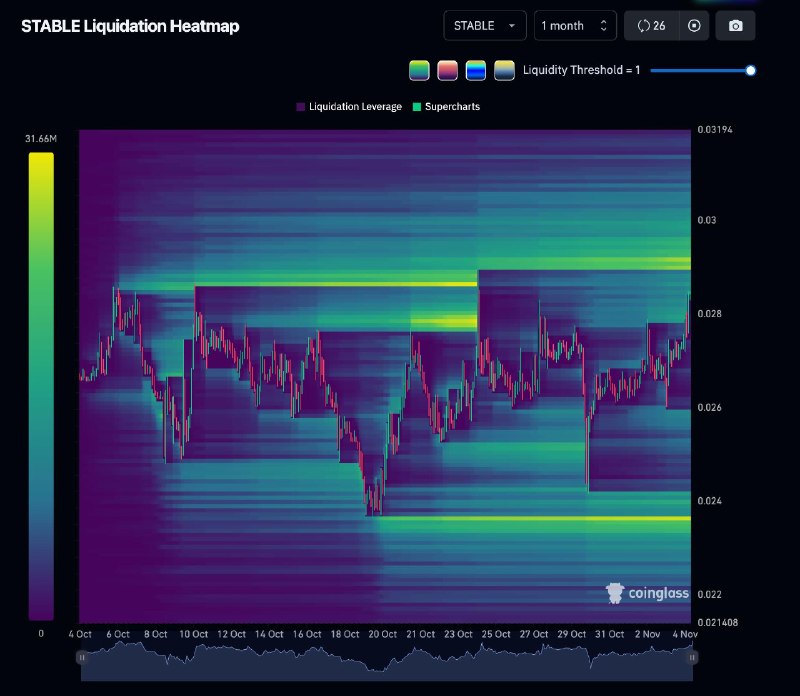 STABLE Liquidation Heatmap
STABLE
1 month
26
Liquidity Threshold = 1
Liquidation Leverage
Supercharts
31.66M
0
0.03194
0.03
0.028
0.026
0.024
0.022
0.021408
coinglass
4 Oct 6 Oct 8 Oct 10 Oct 12 Oct 14 Oct 16 Oct 18 Oct 20 Oct 21 Oct 23 Oct 25 Oct 27 Oct 29 Oct 31 Oct 2 Nov 4 Nov